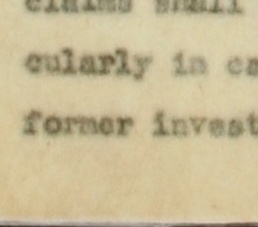 claims shall
cularly in ca
former invest